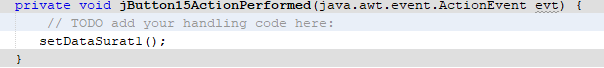 private void jButton15ActionPerformed(java.awt.event.ActionEvent evt) {
// TODO add your handling code here:
setDataSurat1();
}